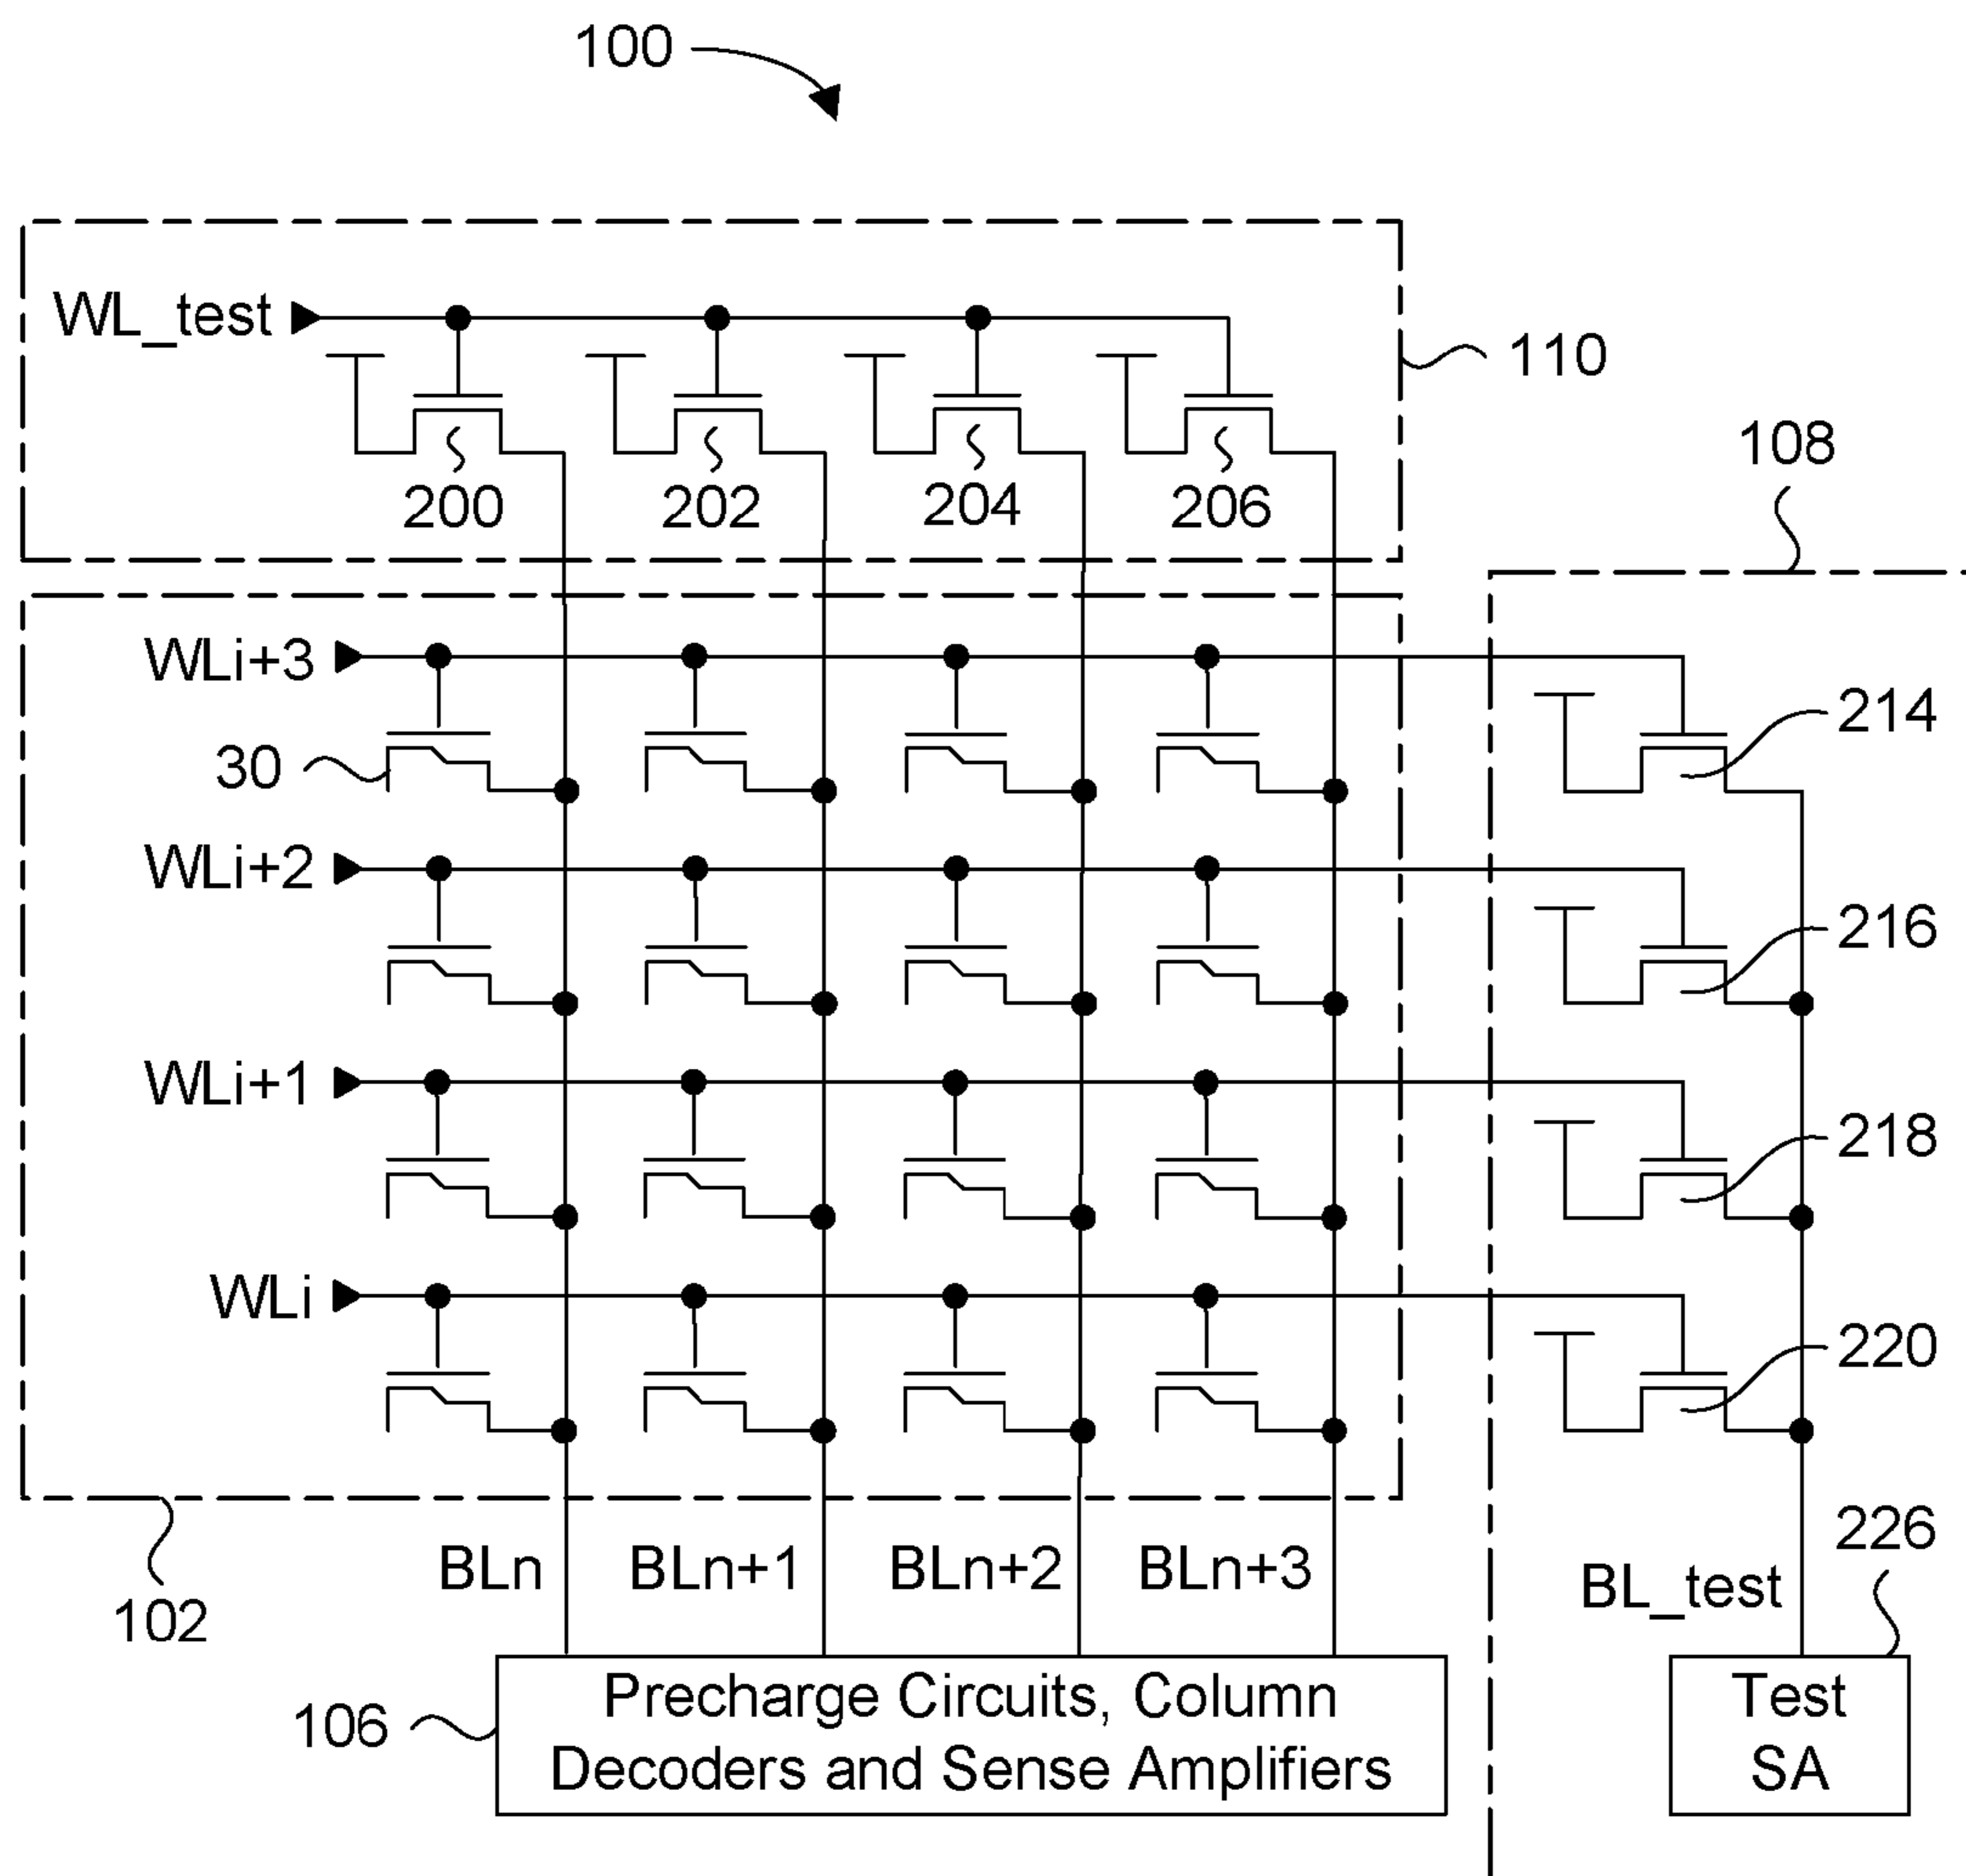 100
WL_test
110
108
200 202 204 206
WLi+3
214
30
WLi+2
216
WLi+1
218
WLi
220
226
BLn BLn+1 BLn+2 BLn+3
BL_test
102
Precharge Circuits, Column
Decoders and Sense Amplifiers
106
Test
SA